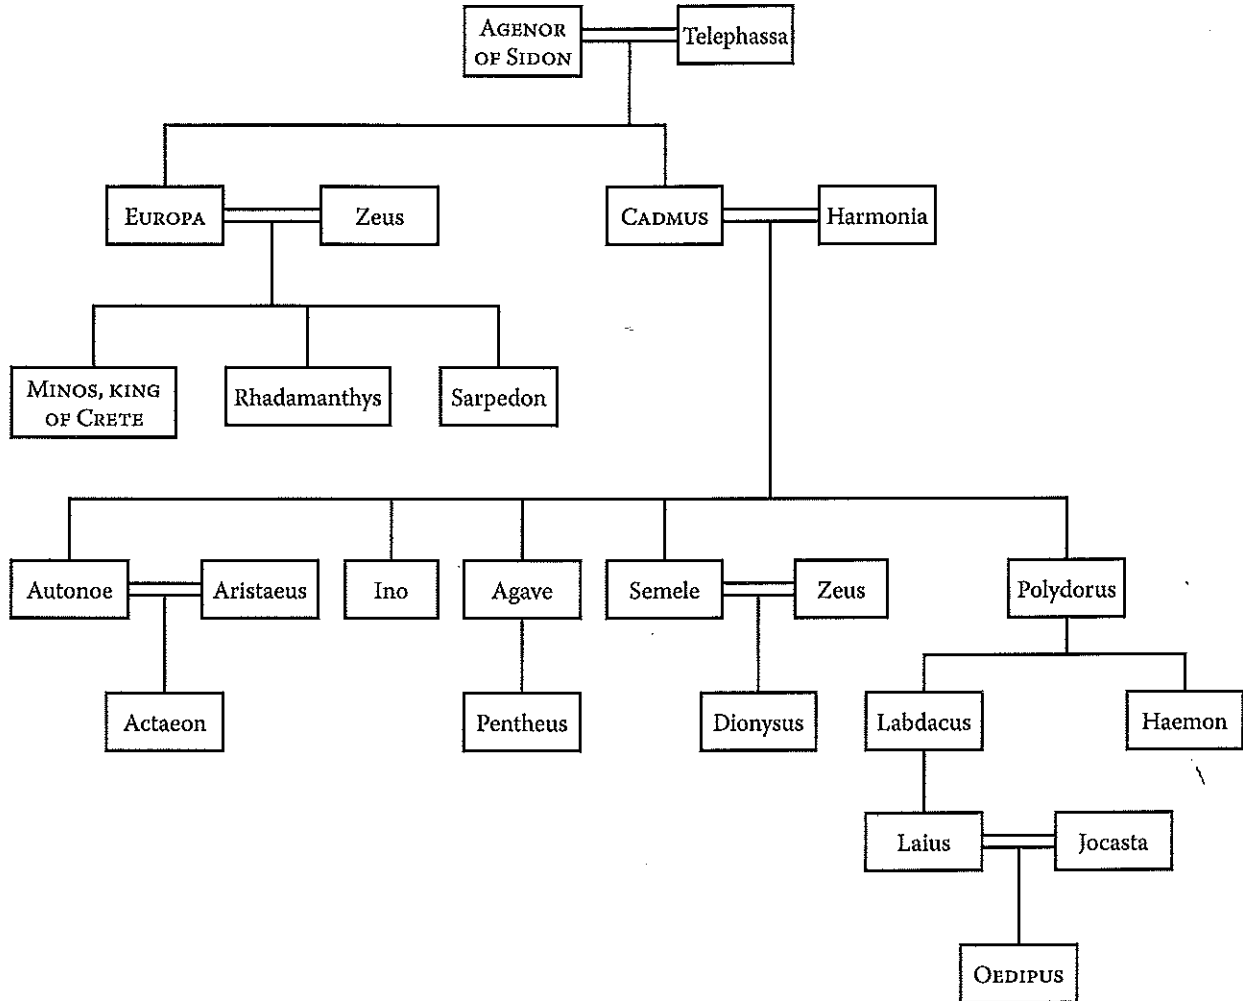 AGENOR
OF SIDON
Telephassa
EUROPA
Zeus
CADMUS
Harmonia
MINOS, KING
OF CRETE
Rhadamanthys
Sarpedon
Autonoe
Aristaeus
Ino
Agave
Semele
Zeus
Polydorus
Actaeon
Pentheus
Dionysus
Labdacus
Haemon
Laius
Jocasta
OEDIPUS